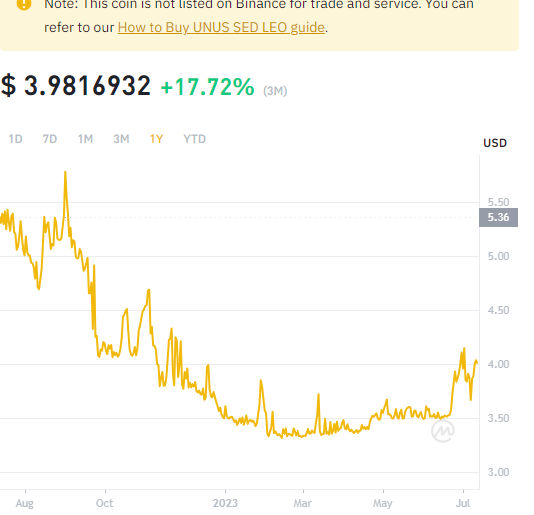 Note: This coin is not listed on Binance for trade and service. You can
refer to our How to Buy UNUS SED LEO guide.
$ 3.9816932 +17.72% (3M)
1D 7D 1M 3M 1Y YTD
USD
5.50
5.36
5.00
4.50
4.00
3.50
3.00
Aug Oct 2023 Mar May Jul